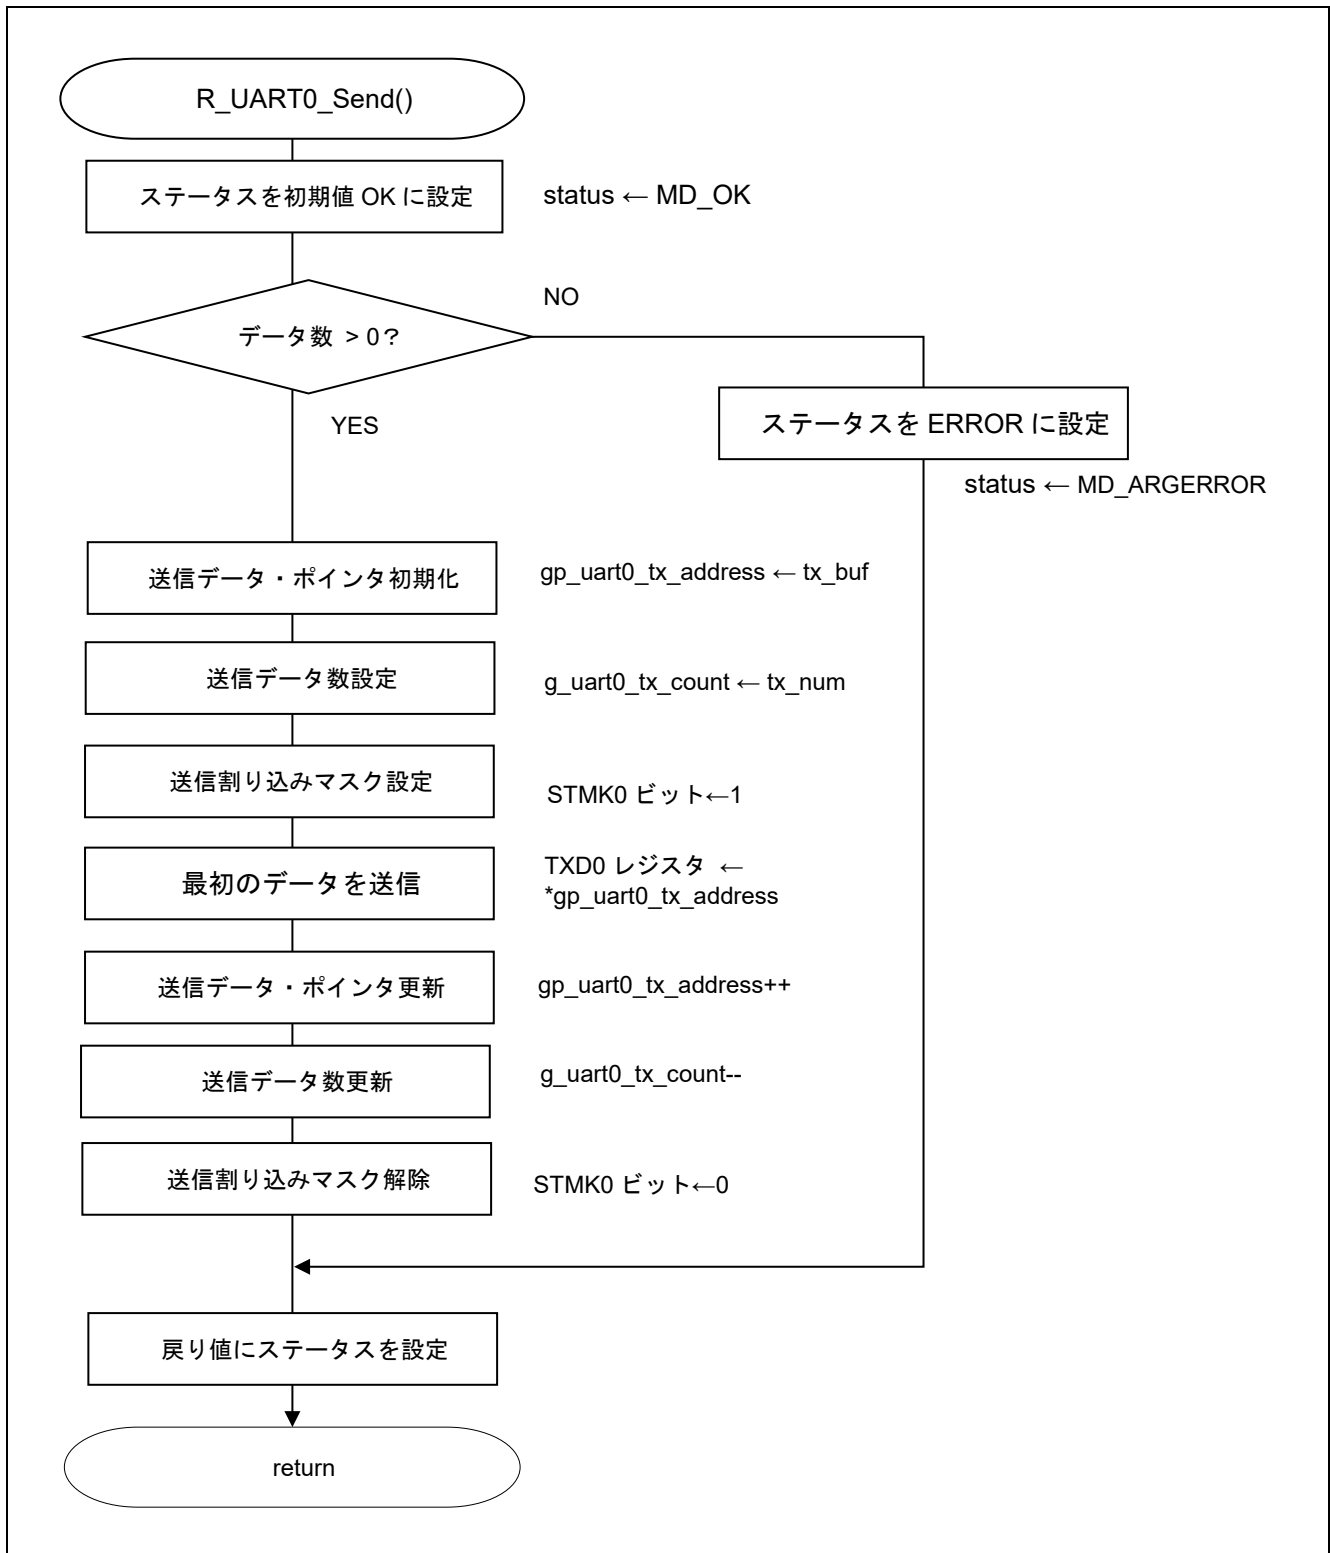 R_UART0_Send()
ステータスを初期値 OK に設定
status ← MD_OK
NO
データ数 > 0？
YES
ステータスを ERROR に設定
status ← MD_ARGERROR
送信データ・ポインタ初期化
gp_uart0_tx_address ← tx_buf
送信データ数設定
g_uart0_tx_count ← tx_num
送信割り込みマスク設定
STMK0 ビット←1
最初のデータを送信
TXD0 レジスタ ←
*gp_uart0_tx_address
送信データ・ポインタ更新
gp_uart0_tx_address++
送信データ数更新
g_uart0_tx_count--
送信割り込みマスク解除
STMK0 ビット←0
戻り値にステータスを設定
return